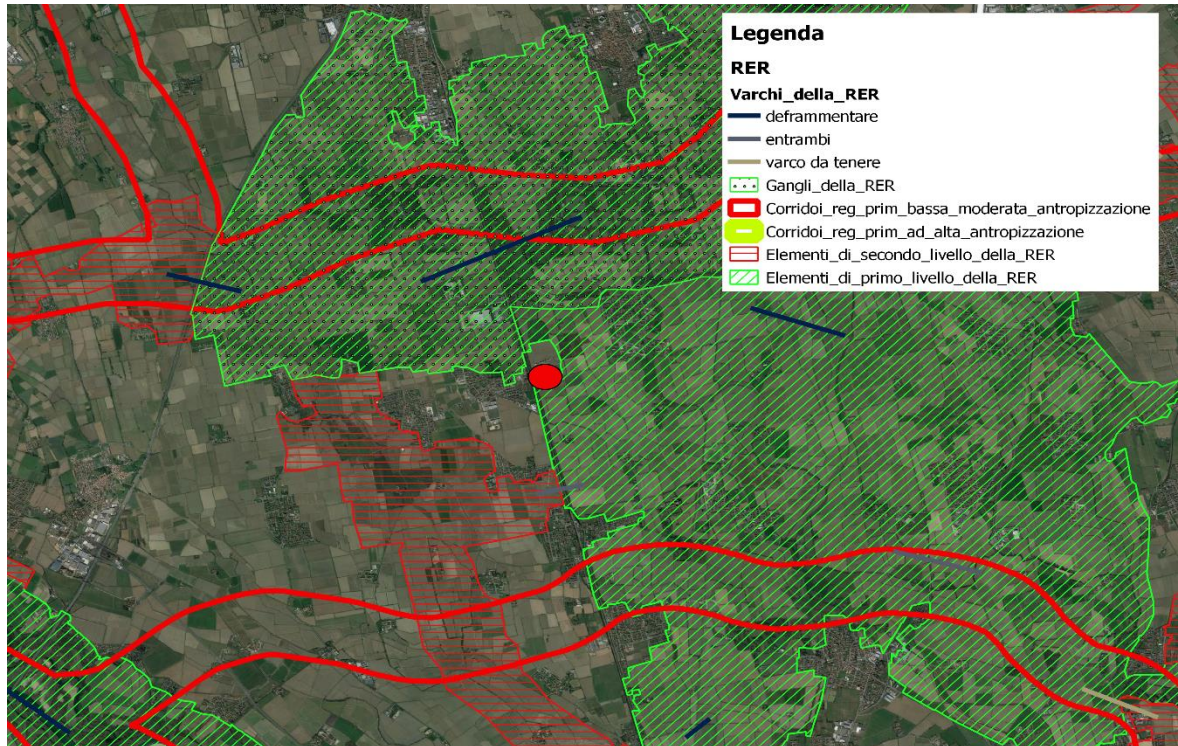 Legenda
RER
Varchi_della_RER
deframmentare
entrambi
varco da tenere
Gangli_della_RER
Corridoi_reg_prim_bassa_moderata_antropizzazione
Corridoi_reg_prim_ad_alta_antropizzazione
Elementi_di_secondo_livello_della_RER
Elementi_di_primo_livello_della_RER